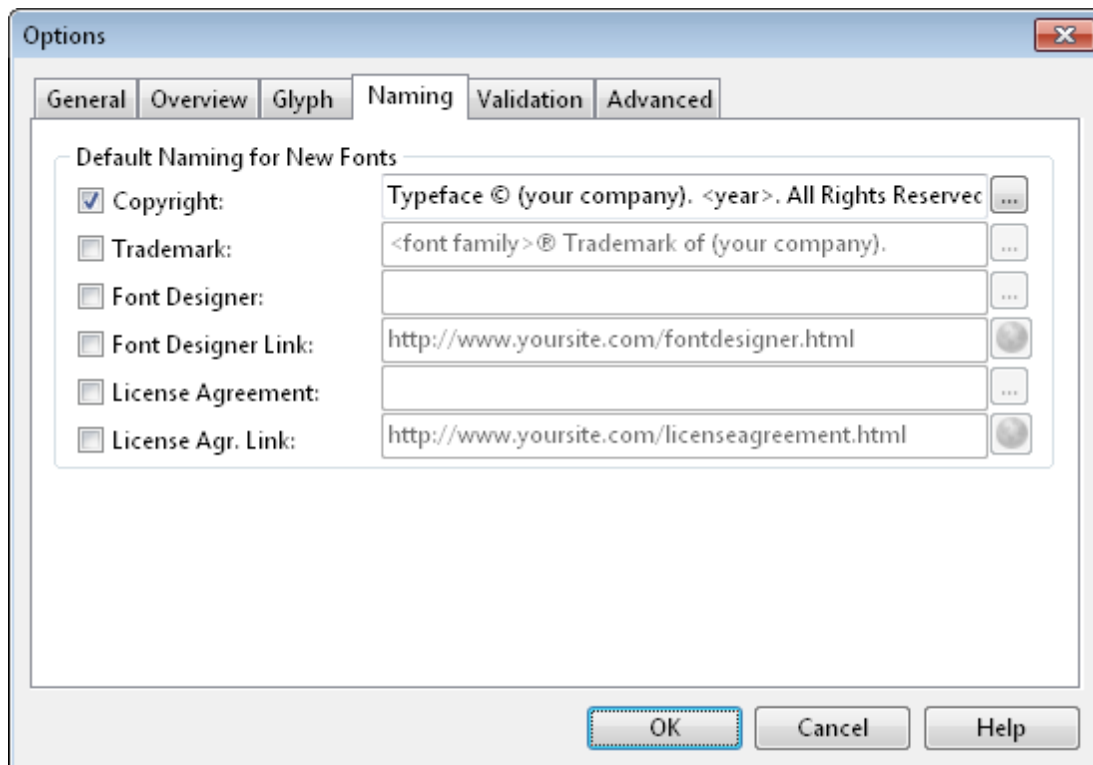 Options
General Overview Glyph Naming Validation Advanced
Default Naming for New Fonts
Copyright: Typeface © (your company). <year>. All Rights Reserved ...
Trademark: <font family>® Trademark of (your company). ...
Font Designer: ...
Font Designer Link: http://www.yoursite.com/fontdesigner.html
License Agreement: ...
License Agr. Link: http://www.yoursite.com/licenseagreement.html
OK Cancel Help